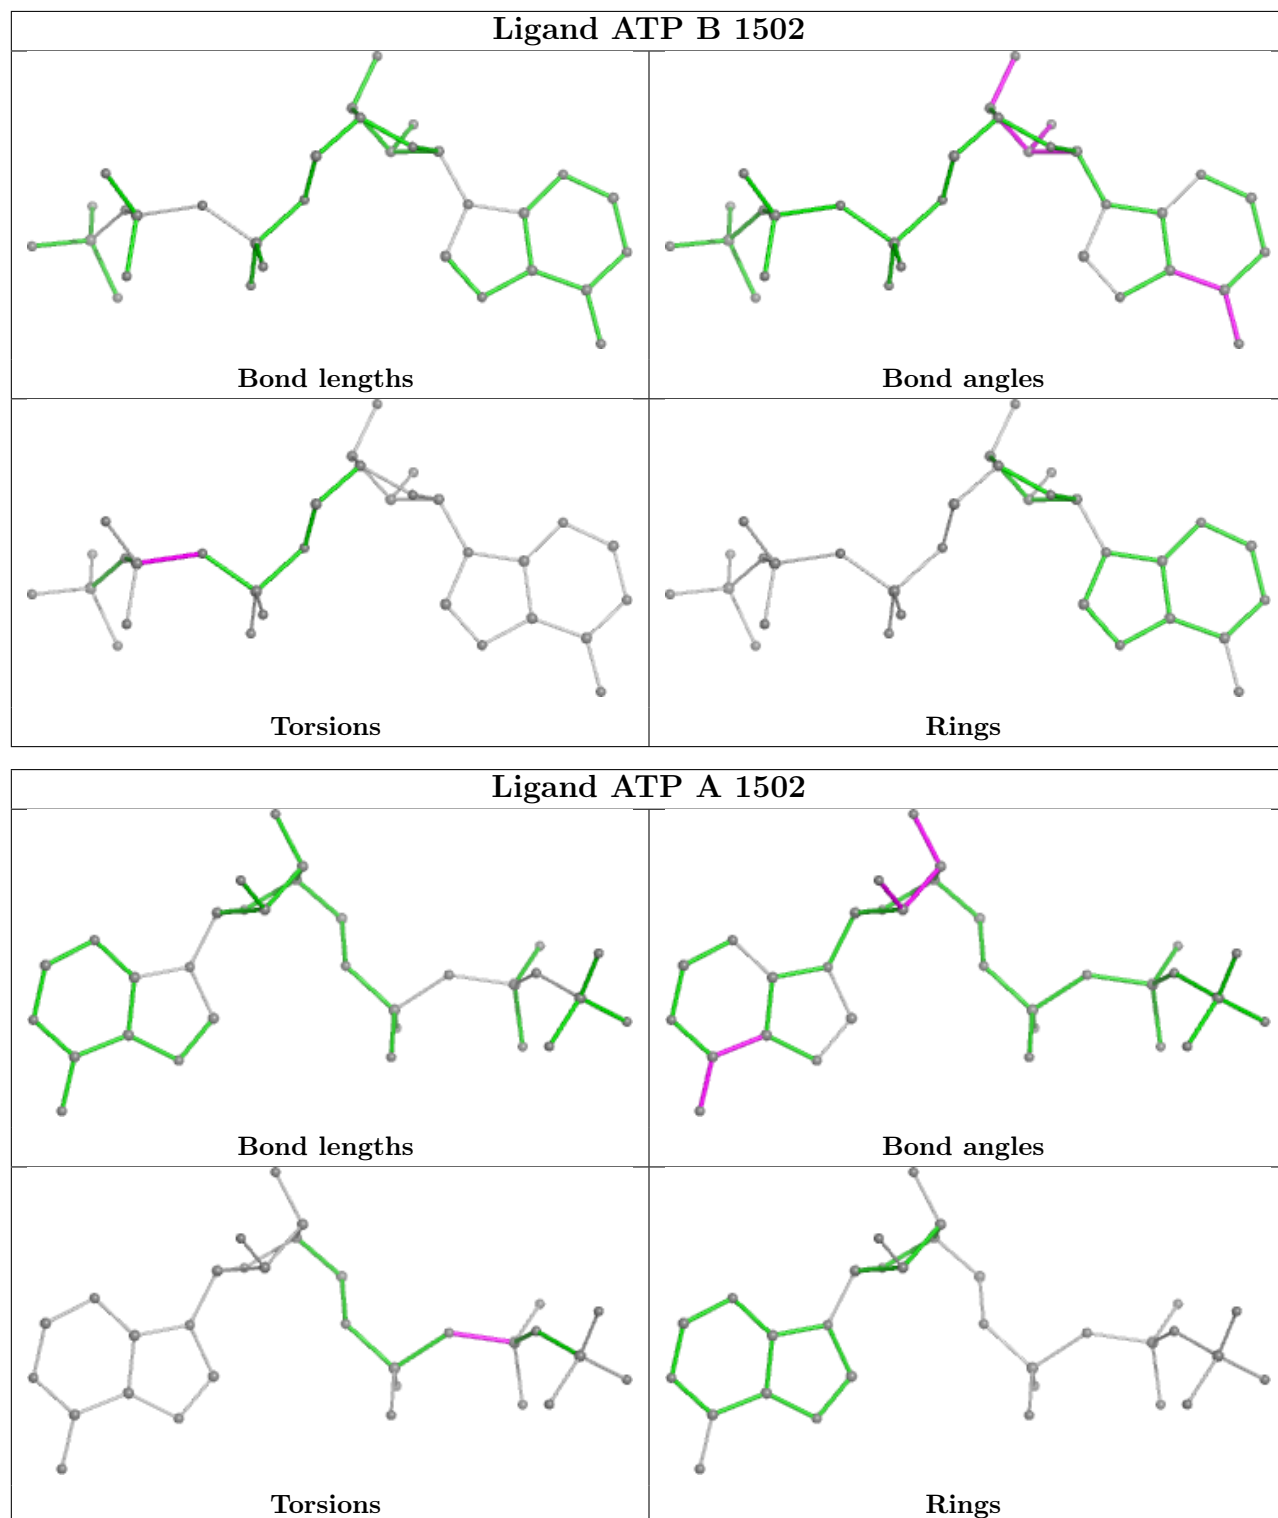 Ligand ATP B 1502
Bond lengths
Bond angles
Torsions
Rings
Ligand ATP A 1502
Bond lengths
Bond angles
Torsions
Rings